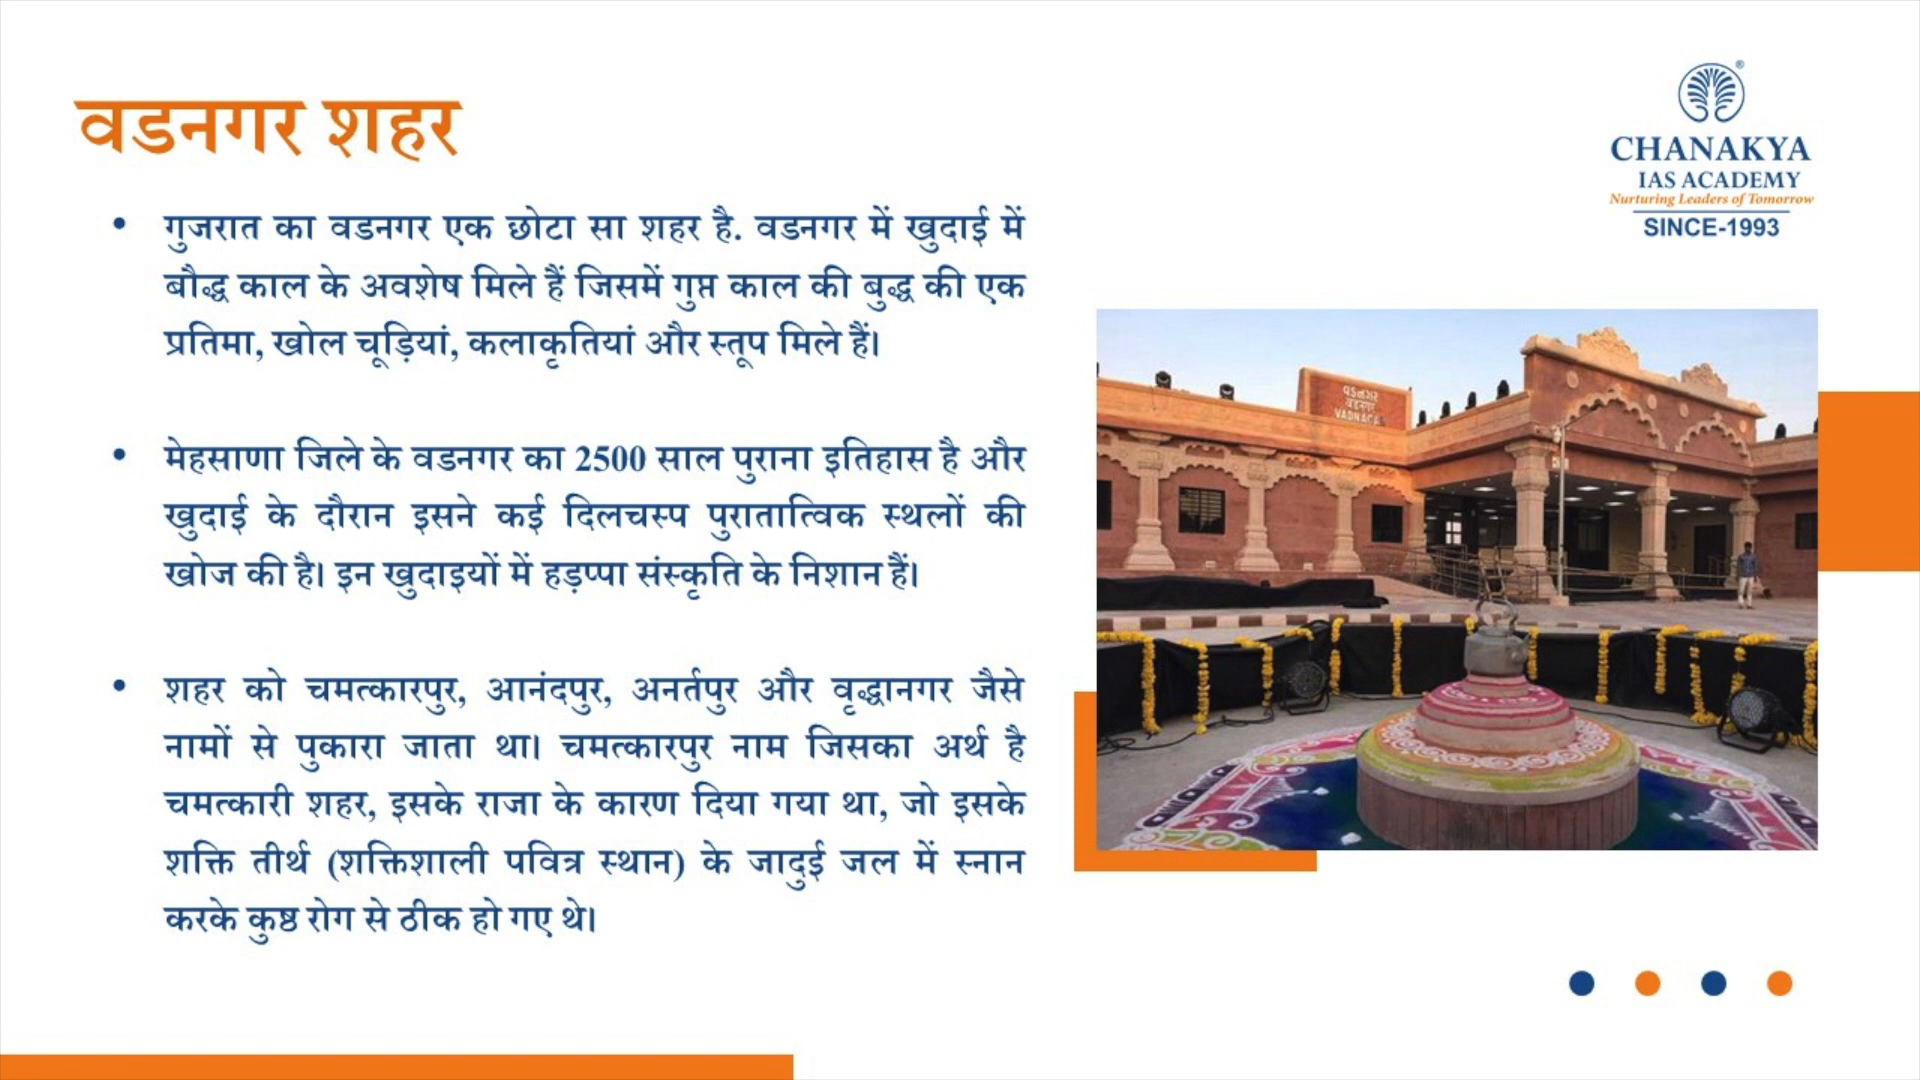 वडनगर शहर
• गुजरात का वडनगर एक छोटा सा शहर है. वडनगर में खुदाई में
बौद्ध काल के अवशेष मिले हैं जिसमें गुप्त काल की बुद्ध की एक
प्रतिमा, खोल चूड़ियां, कलाकृतियां और स्तूप मिले हैं।
• मेहसाणा जिले के वडनगर का 2500 साल पुराना इतिहास है और
खुदाई के दौरान इसने कई दिलचस्प पुरातात्विक स्थलों की
खोज की है। इन खुदाइयों में हड़प्पा संस्कृति के निशान हैं।
• शहर को चमत्कारपुर, आनंदपुर, अनर्तपुर और वृद्धानगर जैसे
नामों से पुकारा जाता था। चमत्कारपुर नाम जिसका अर्थ है
चमत्कारी शहर, इसके राजा के कारण दिया गया था, जो इसके
शक्ति तीर्थ (शक्तिशाली पवित्र स्थान) के जादुई जल में स्नान
करके कुष्ठ रोग से ठीक हो गए थे।
®
CHANAKYA
IAS ACADEMY
Nurturing Leaders of Tomorrow
SINCE-1993
વડનગર
वडनगर
VADNAGAR